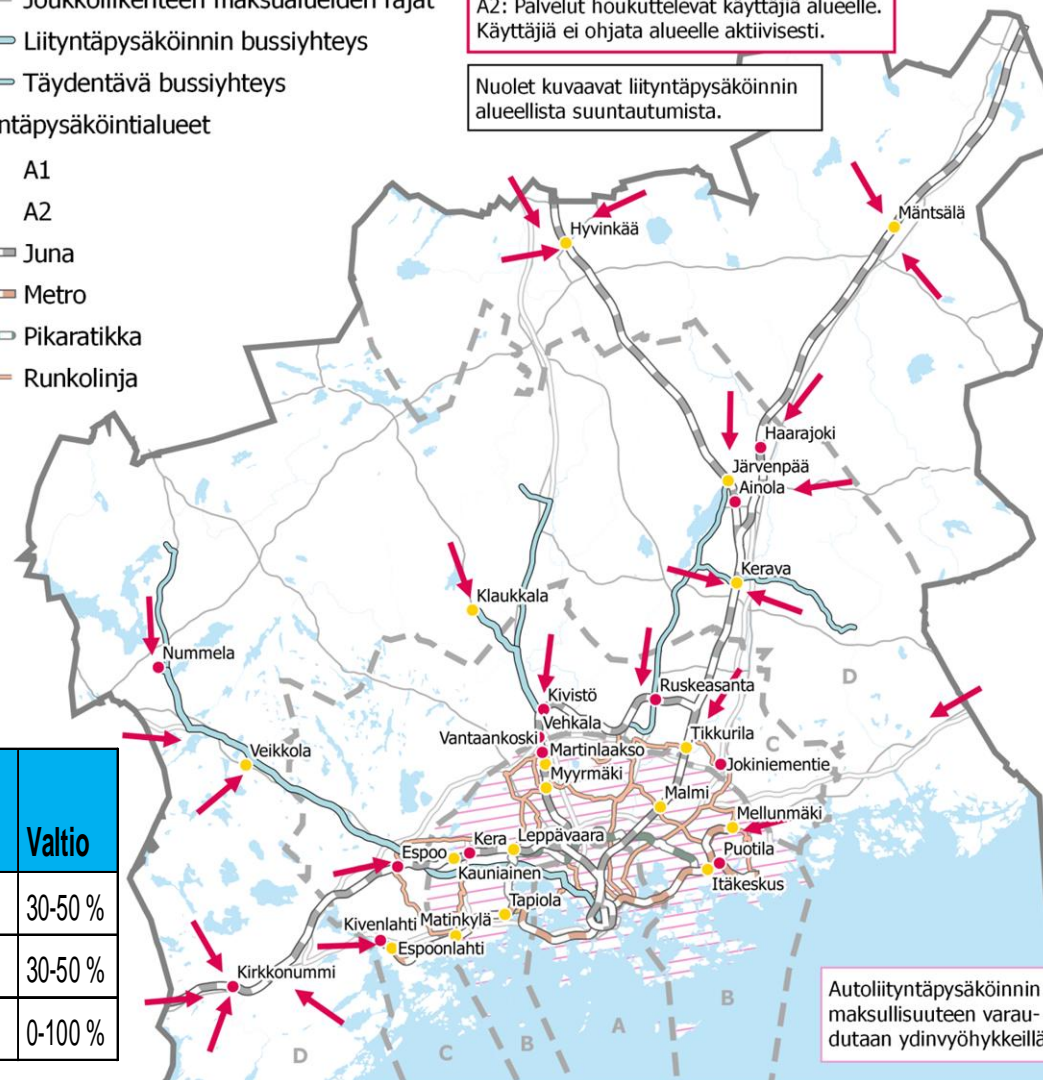 Joukkoliikenteen maksualueiden rajat
Liityntäpysäköinnin bussiyhteys
Täydentävä bussiyhteys
ntäpysäköintialueet
A1
A2
Juna
Metro
Pikaratikka
Runkolinja
A2: Palvelut houkuttelevat käyttäjiä alueelle.
Käyttäjiä ei ohjata alueelle aktiivisesti.
Nuolet kuvaavat liityntäpysäköinnin
alueellista suuntautumista.
Hyvinkää
Mäntsälä
Haarajoki
Järvenpää
Ainola
Kerava
Klaukkala
Nummela
Kivistö
Ruskeasanta
D
Vehkala
Vantaankoski
Tikkurila
C
Veikkola
Martinlaakso
Jokiniementie
Myyrmäki
Malmi
Mellunmäki
Leppävaara
Kera
Espoo
Puotila
Kauniainen
Itäkeskus
Tapiola
Kivenlahti
Matinkylä
Espoonlahti
Kirkkonummi
B
A
D
C
B
Valtio
30-50 %
30-50 %
0-100 %
Autoliityntäpysäköinnin
maksullisuuteen varau-
dutaan ydinvyöhykkeillä